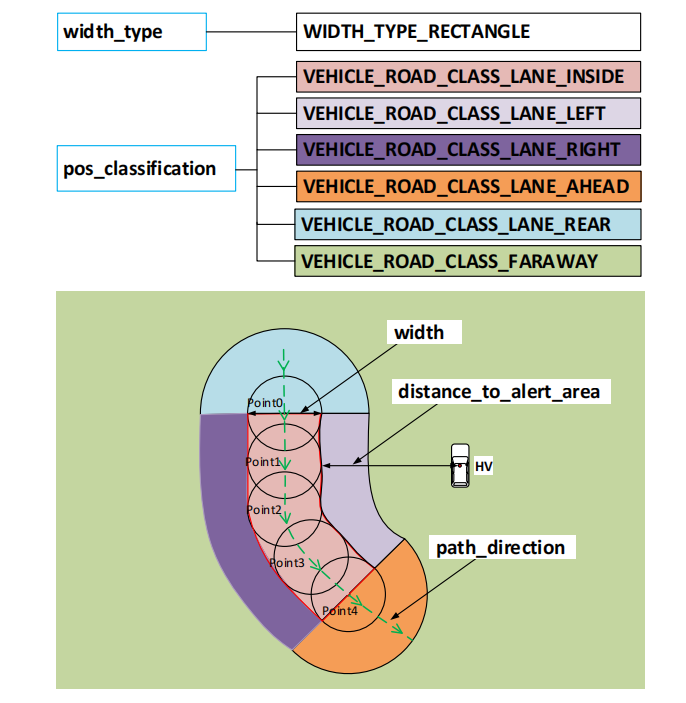 width_type
WIDTH_TYPE_RECTANGLE
VEHICLE_ROAD_CLASS_LANE_INSIDE
VEHICLE_ROAD_CLASS_LANE_LEFT
VEHICLE_ROAD_CLASS_LANE_RIGHT
pos_classification
VEHICLE_ROAD_CLASS_LANE_AHEAD
VEHICLE_ROAD_CLASS_LANE_REAR
VEHICLE_ROAD_CLASS_FARAWAY
width
distance_to_alert_area
Point0
Point1
HV
Point2
path_direction
Point3
Point4